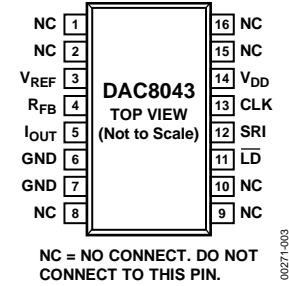 NC 1 16 NC
NC 2 15 NC
VREF 3 14 VDD
DAC8043
RFB 4 13 CLK
TOP VIEW
IOUT 5 12 SRI
(Not to Scale)
GND 6 11 L̅D̅
GND 7 10 NC
NC 8 9 NC
NC = NO CONNECT. DO NOT
CONNECT TO THIS PIN.
00271-003